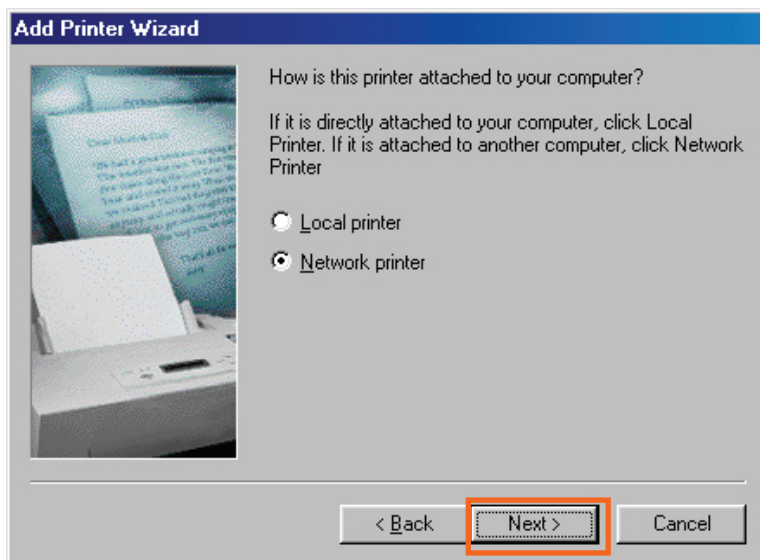 Add Printer Wizard
How is this printer attached to your computer?
If it is directly attached to your computer, click Local
Printer. If it is attached to another computer, click Network
Printer
Local printer
Network printer
< Back
Next >
Cancel